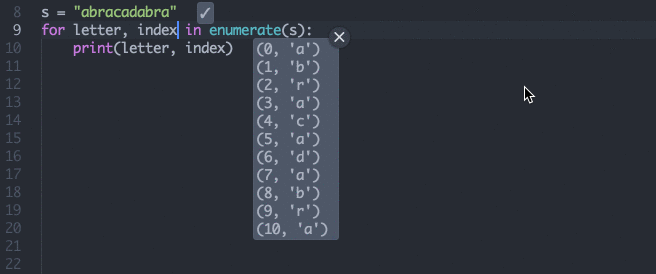 8 s = "abracadabra" ✓
9 for letter, index in enumerate(s):
10 print(letter, index) (0, 'a')
11 (1, 'b')
12 (2, 'r')
13 (3, 'a')
14 (4, 'c')
15 (5, 'a')
16 (6, 'd')
17 (7, 'a')
18 (8, 'b')
19 (9, 'r')
20 (10, 'a')
21
22